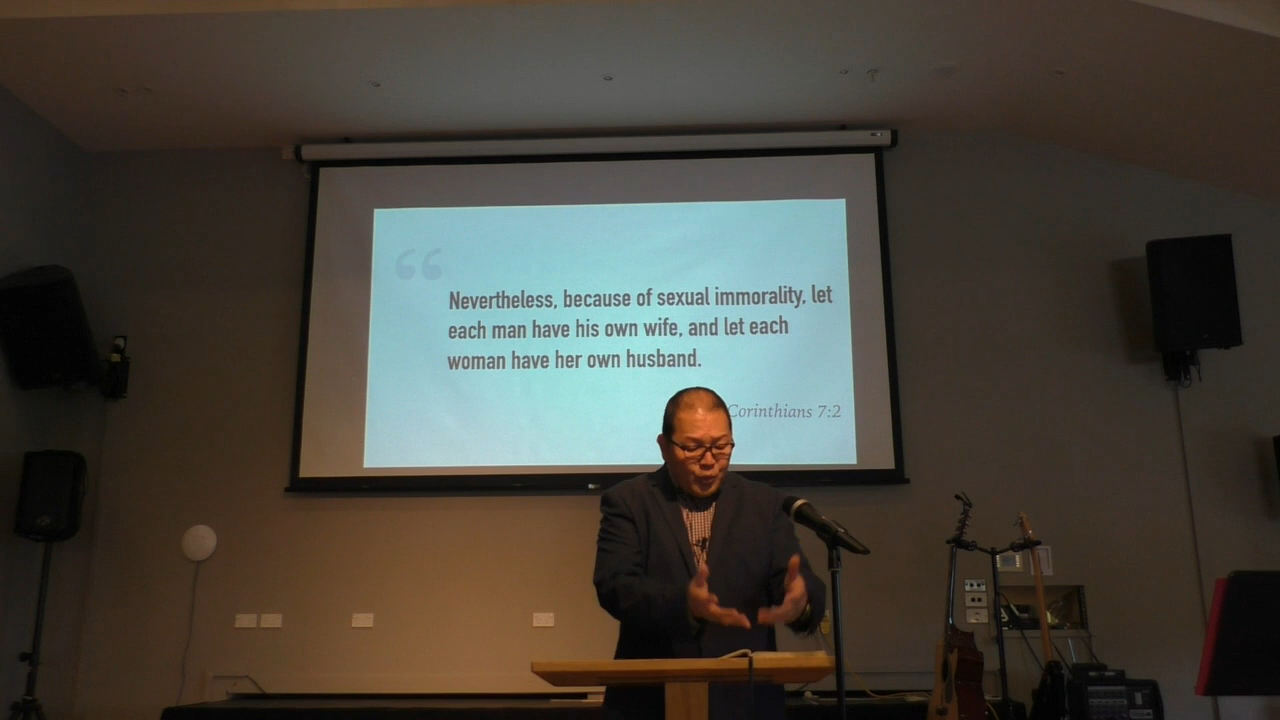 Nevertheless, because of sexual immorality, let
each man have his own wife, and let each
woman have her own husband.
Corinthians 7:2